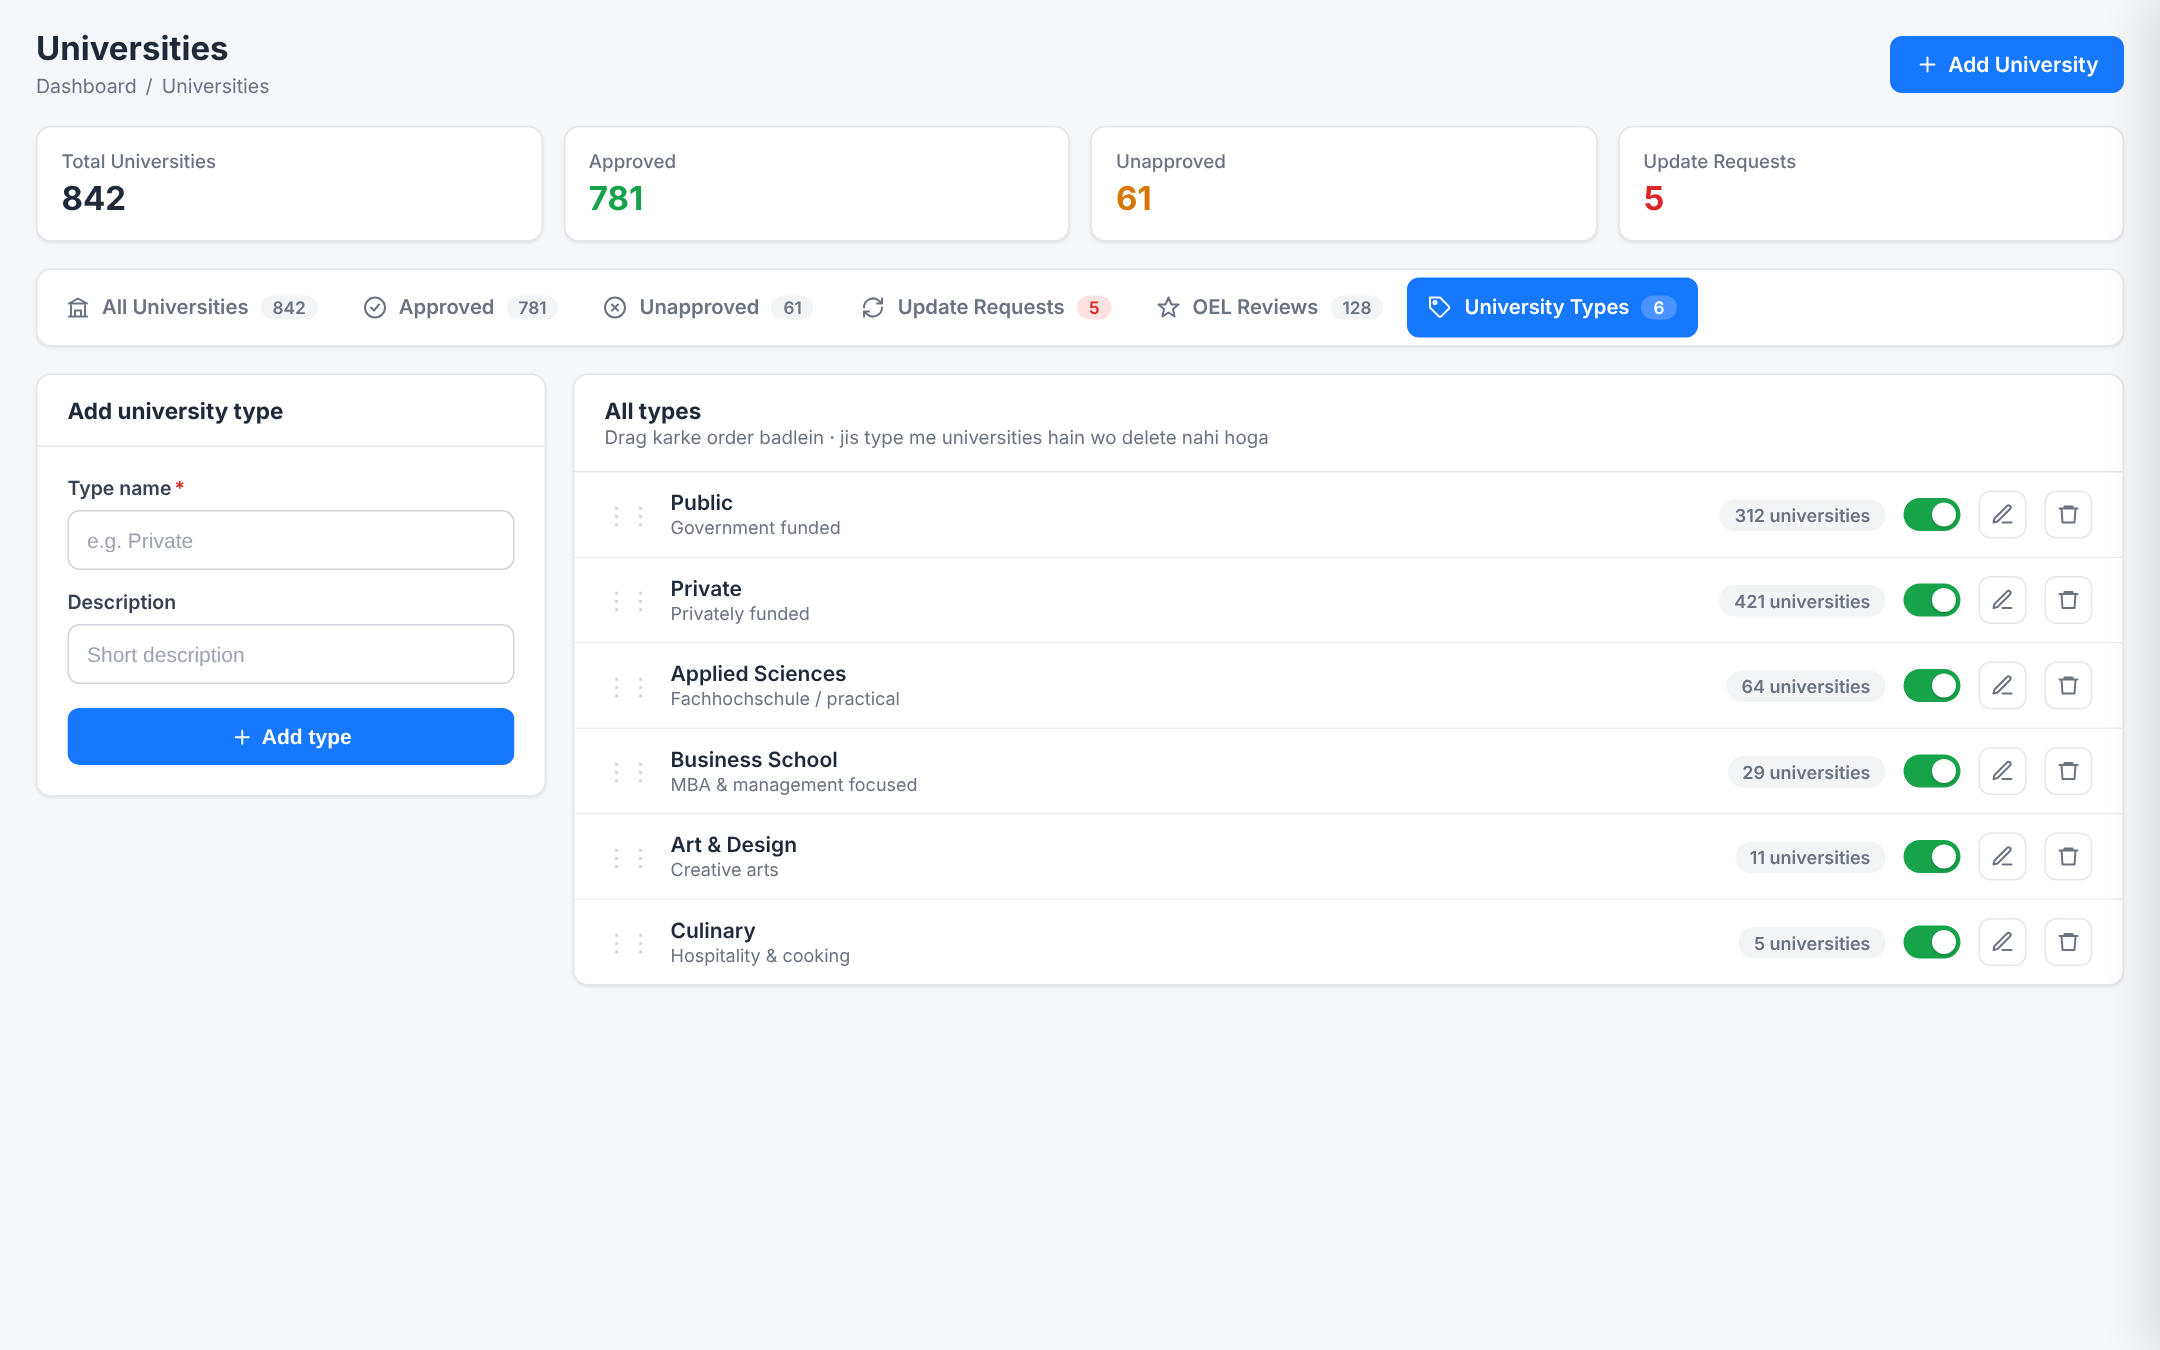 Universities
Dashboard / Universities
+ Add University
Total Universities
842
Approved
781
Unapproved
61
Update Requests
5
All Universities 842
Approved 781
Unapproved 61
Update Requests 5
OEL Reviews 128
University Types 6
Add university type
Type name *
e.g. Private
Description
Short description
+ Add type
All types
Drag karke order badlein · jis type me universities hain wo delete nahi hoga
Public
Government funded
312 universities
Private
Privately funded
421 universities
Applied Sciences
Fachhochschule / practical
64 universities
Business School
MBA & management focused
29 universities
Art & Design
Creative arts
11 universities
Culinary
Hospitality & cooking
5 universities